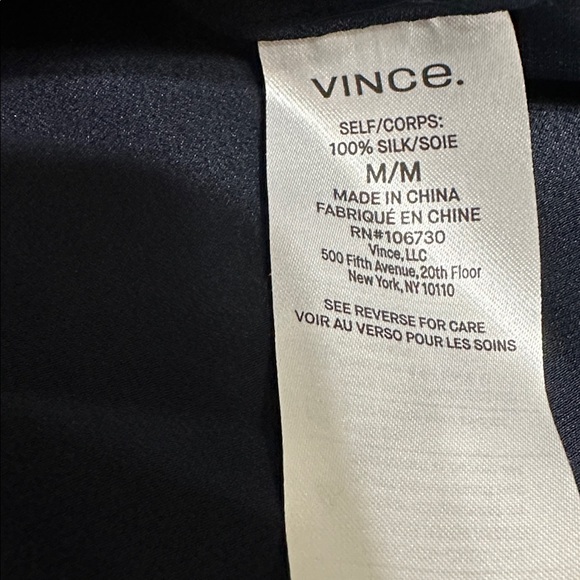 VINCe.
SELF/CORPS:
100% SILK/SOIE
M/M
MADE IN CHINA
FABRIQUÉ EN CHINE
RN#106730
Vince, LLC
500 Fifth Avenue, 20th Floor
New York, NY 10110
SEE REVERSE FOR CARE
VOIR AU VERSO POUR LES SOINS